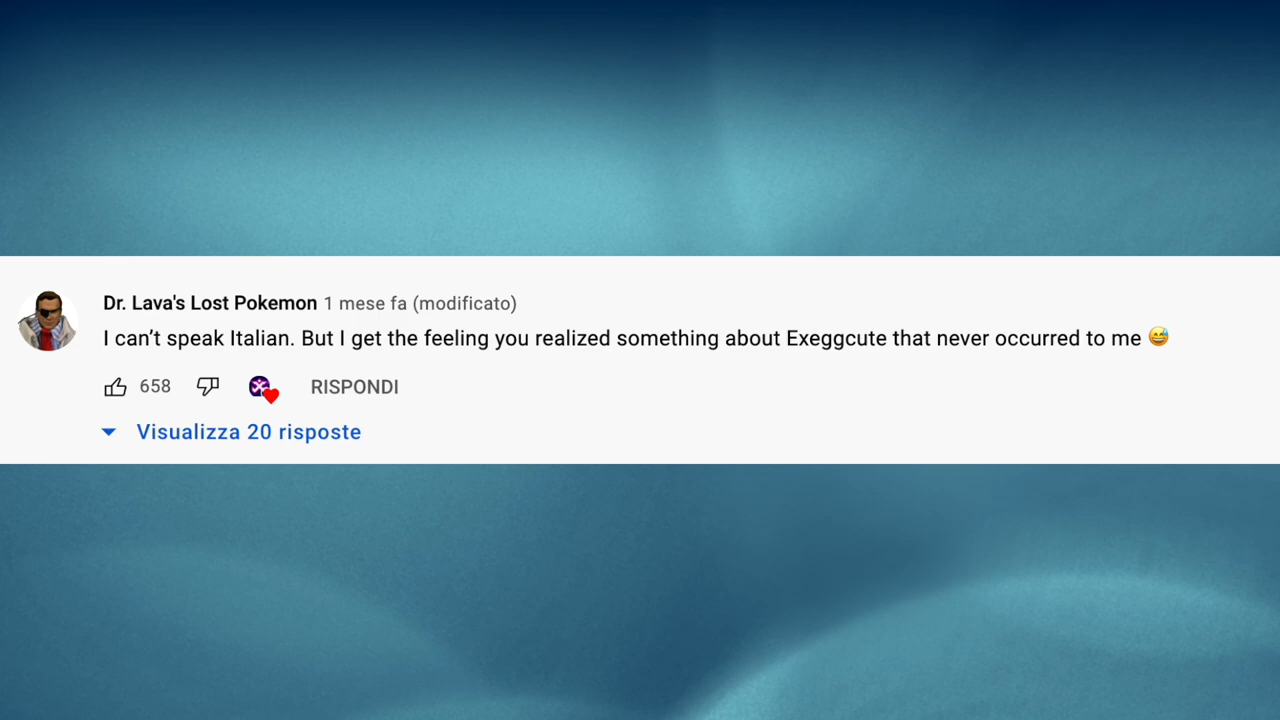 Dr. Lava's Lost Pokemon 1 mese fa (modificato)
I can’t speak Italian. But I get the feeling you realized something about Exeggcute that never occurred to me 😅
658 RISPONDI
Visualizza 20 risposte